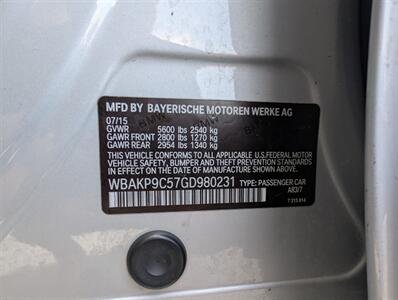 MFD BY BAYERISCHE MOTOREN WERKE AG
07/15
GVWR 5600 lbs 2540 kg
GAWR FRONT 2800 lbs 1270 kg
GAWR REAR 2954 lbs 1340 kg
THIS VEHICLE CONFORMS TO ALL APPLICABLE FEDERAL MOTOR VEHICLE
SAFETY, BUMPER, AND THEFT PREVENTION STANDARDS
IN EFFECT ON THE DATE OF MANUFACTURE SHOWN ABOVE.
WBAKP9C57GD980231 TYPE: PASSENGER CAR
A83/7
7 313 814